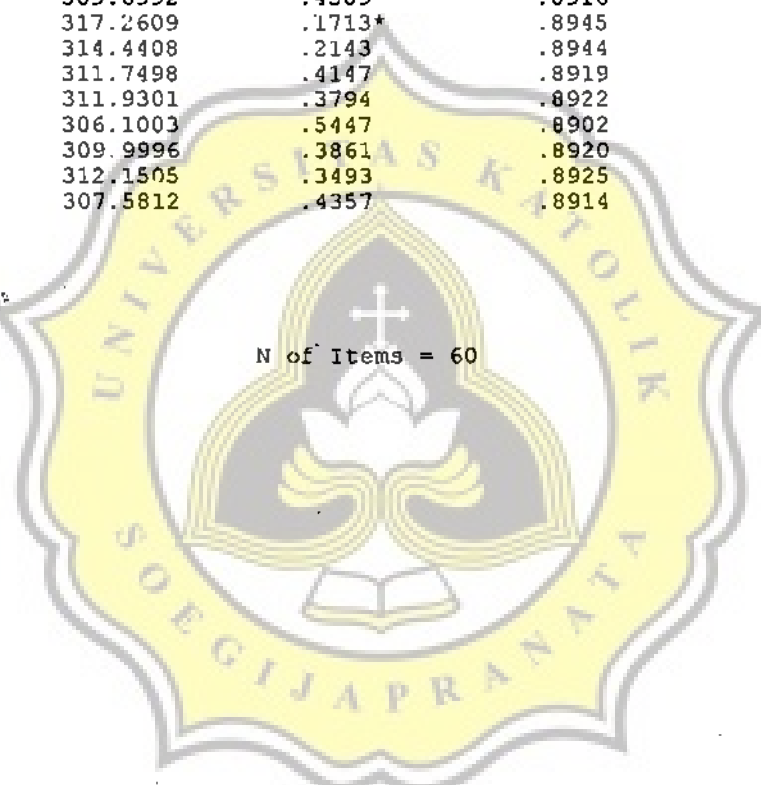 317.2609 .1713* .8945
314.4408 .2143 .8944
311.7498 .4147 .8919
311.9301 .3794 .8922
306.1003 .5447 .8902
309.9996 .3861 .8920
312.1505 .3493 .8925
307.5812 .4357 .8914
N of Items = 60
UNIVERSITAS KATOLIK
SOEGIJAPRANATA